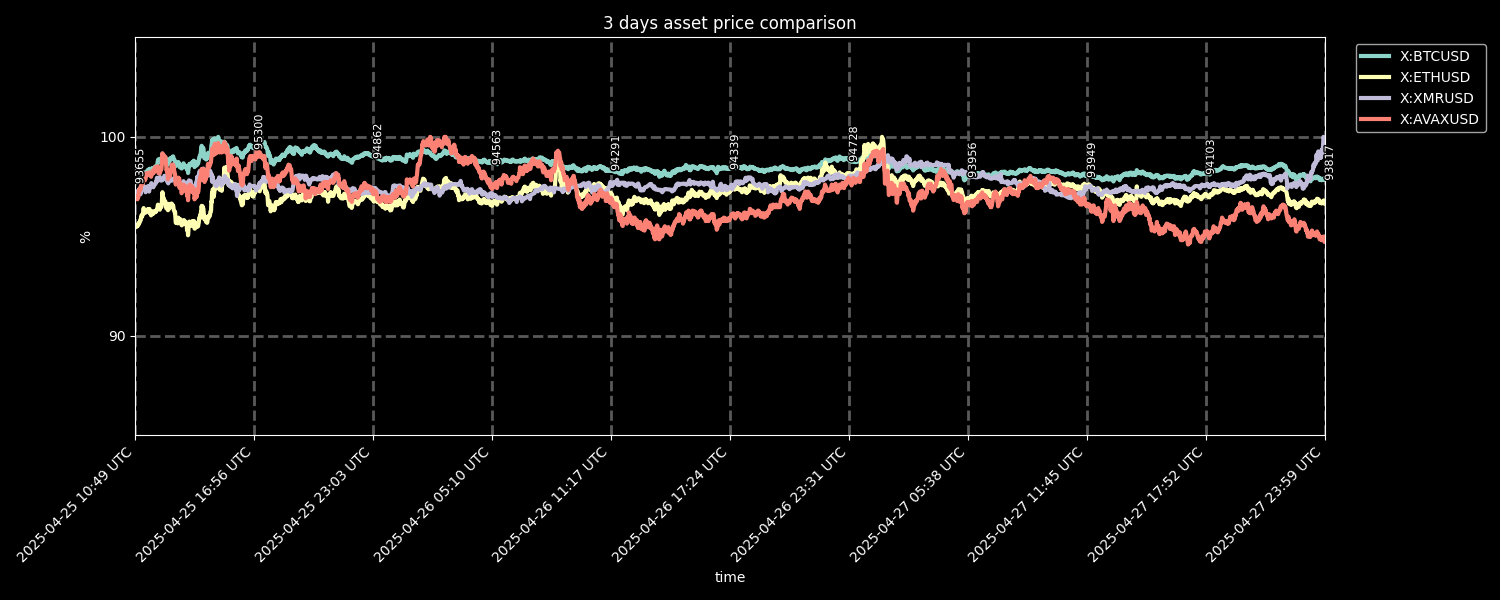 3 days asset price comparison
X:BTCUSD
X:ETHUSD
X:XMRUSD
X:AVAXUSD
100
90
%
93655
95300
94862
94563
94291
94339
94728
93956
93949
94103
93817
2025-04-25 10:49 UTC
2025-04-25 16:56 UTC
2025-04-25 23:03 UTC
2025-04-26 05:10 UTC
2025-04-26 11:17 UTC
2025-04-26 17:24 UTC
2025-04-26 23:31 UTC
2025-04-27 05:38 UTC
2025-04-27 11:45 UTC
2025-04-27 17:52 UTC
2025-04-27 23:59 UTC
time